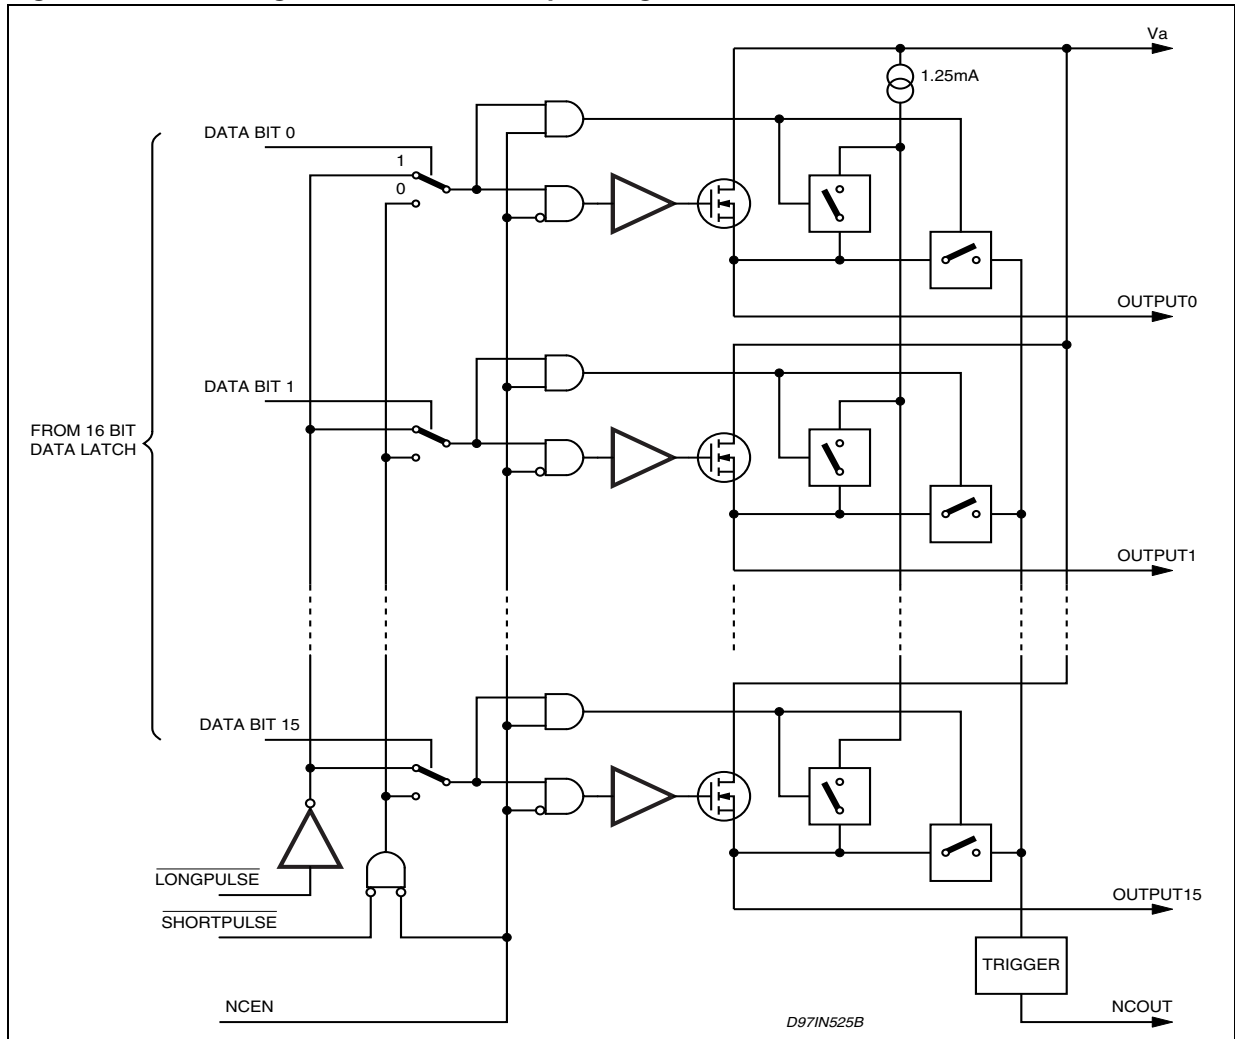 Va
1.25mA
DATA BIT 0
1
0
OUTPUT0
DATA BIT 1
FROM 16 BIT
DATA LATCH
OUTPUT1
DATA BIT 15
LONGPULSE
SHORTPULSE
OUTPUT15
TRIGGER
NCEN
NCOUT
D97IN525B